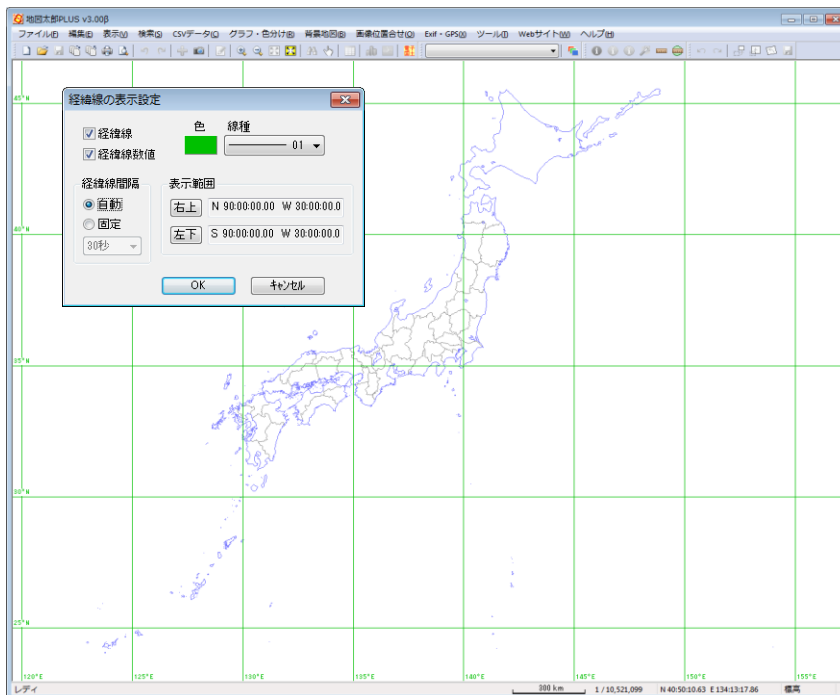 地図太郎PLUS v3.00β
ファイル(F) 編集(E) 表示(V) 検索(S) CSVデータ(C) グラフ・色分け(R) 背景地図(B) 画像位置合せ(O) Exif・GPS(X) ツール(T) Webサイト(W) ヘルプ(H)
経緯線の表示設定
経緯線
経緯線数値
色 線種
01
経緯線間隔
自動
固定
30秒
表示範囲
右上 N 90:00:00.00 W 30:00:00.0
左下 S 90:00:00.00 W 30:00:00.0
OK キャンセル
45°N
40°N
35°N
30°N
25°N
120°E 125°E 130°E 135°E 140°E 145°E 150°E 155°E
レディ 300 km 1 / 10,521,099 N 40:50:10.63 E 134:13:17.86 標高